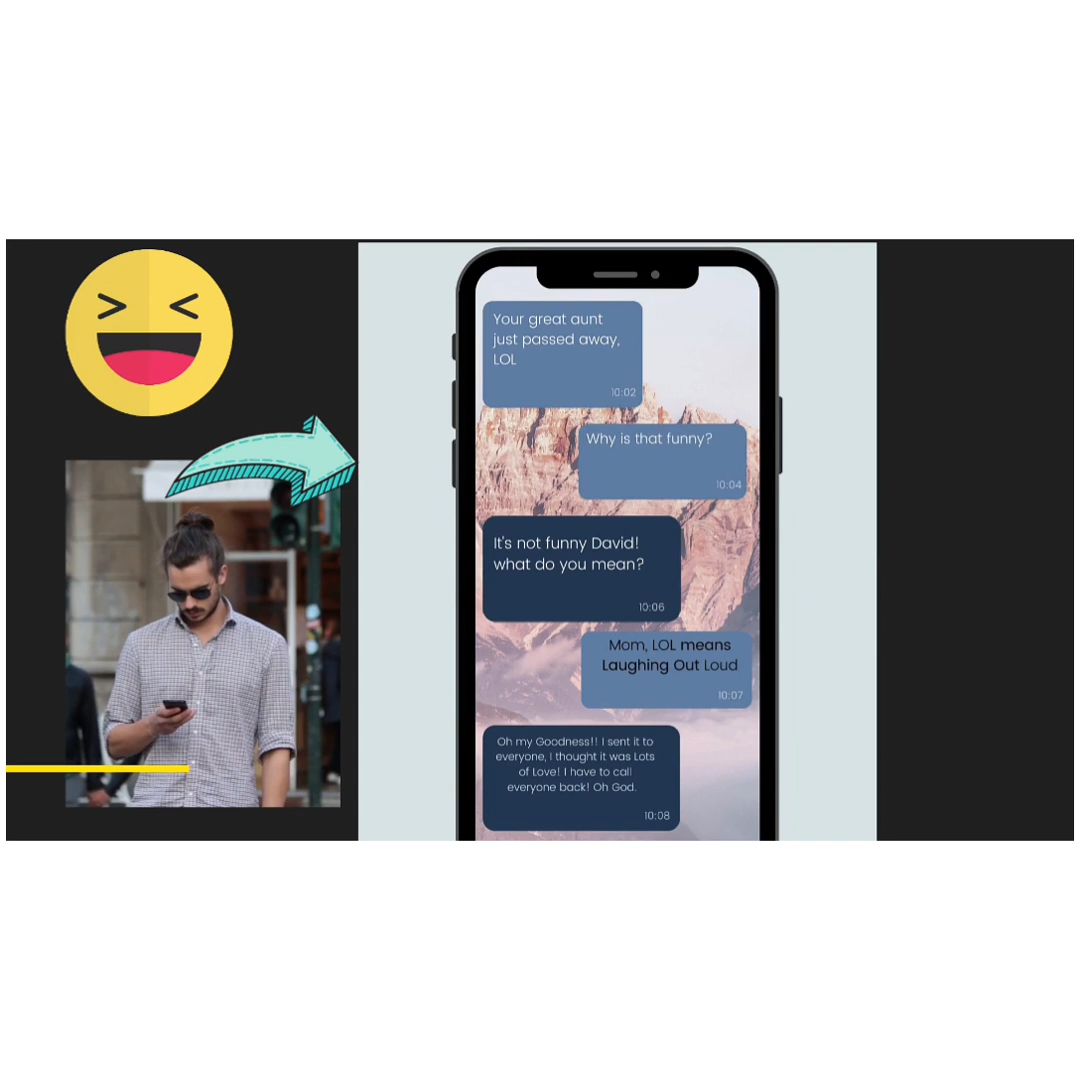 Your great aunt
just passed away,
LOL
10:02
Why is that funny?
10:04
It's not funny David!
what do you mean?
10:06
Mom, LOL means
Laughing Out Loud
10:07
Oh my Goodness!! I sent it to
everyone, I thought it was Lots
of Love! I have to call
everyone back! Oh God.
10:08